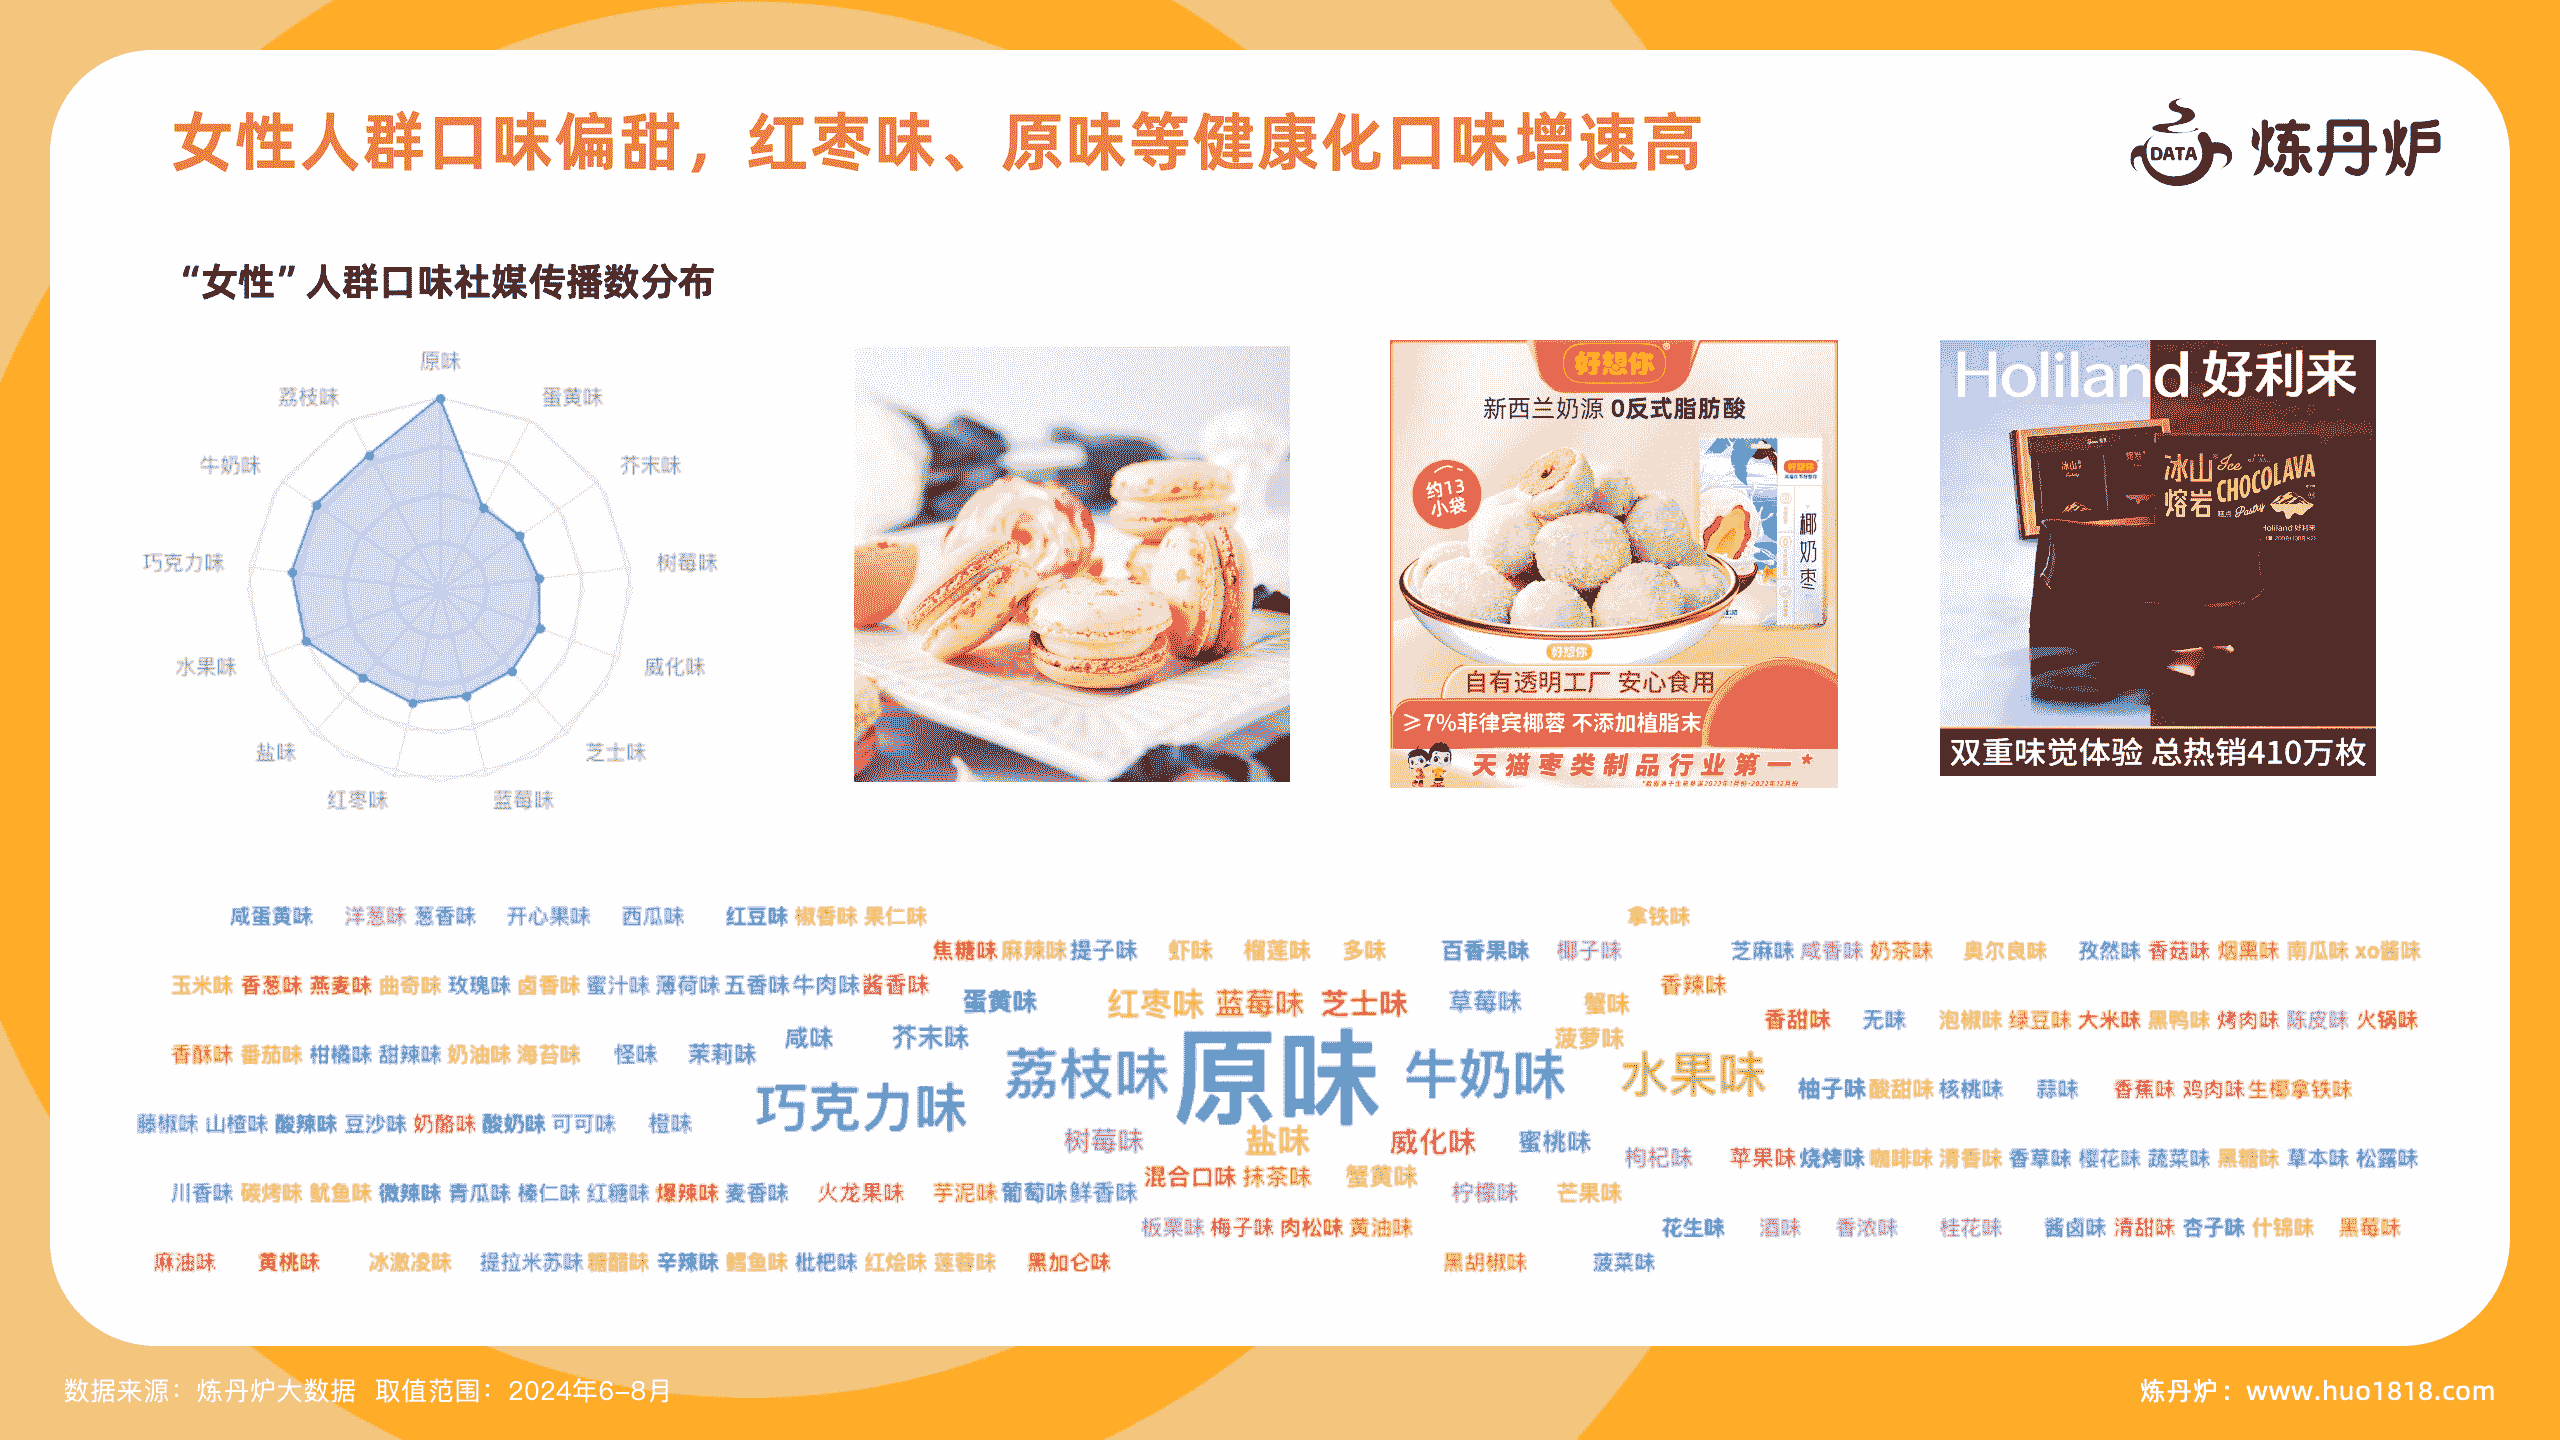 女性人群口味偏甜，红枣味、原味等健康化口味增速高
DATA 炼丹炉
“女性”人群口味社媒传播数分布
原味
荔枝味
蛋黄味
牛奶味
芥末味
巧克力味
树莓味
水果味
威化味
盐味
芝士味
红枣味
蓝莓味
好想你
新西兰奶源 0反式脂肪酸
约13
小袋
椰奶枣
好想你
自有透明工厂 安心食用
≥7%菲律宾椰蓉 不添加植脂末
天猫枣类制品行业第一*
Holiland 好利来
冰山 Ice
熔岩 CHOCOLAVA
糕点 Pastry
Holiland 好利来
双重味觉体验 总热销410万枚
咸蛋黄味 洋葱味 葱香味 开心果味 西瓜味 红豆味 椒香味 果仁味 拿铁味
焦糖味 麻辣味 提子味 虾味 榴莲味 多味 百香果味 椰子味 芝麻味 咸香味 奶茶味 奥尔良味 孜然味 香菇味 烟熏味 南瓜味 xo酱味
玉米味 香葱味 燕麦味 曲奇味 玫瑰味 卤香味 蜜汁味 薄荷味 五香味 牛肉味 酱香味 香辣味
蛋黄味 红枣味 蓝莓味 芝士味 草莓味 蟹味
香甜味 无味 泡椒味 绿豆味 大米味 黑鸭味 烤肉味 陈皮味 火锅味
咸味 芥末味 菠萝味
香酥味 番茄味 柑橘味 甜辣味 奶油味 海苔味 怪味 茉莉味
荔枝味 原味 牛奶味 水果味
柚子味 酸甜味 核桃味 蒜味 香蕉味 鸡肉味 生椰拿铁味
巧克力味
藤椒味 山楂味 酸辣味 豆沙味 奶酪味 酸奶味 可可味 橙味
树莓味 盐味 威化味 蜜桃味
枸杞味 苹果味 烧烤味 咖啡味 清香味 香草味 樱花味 蔬菜味 黑糖味 草本味 松露味
混合口味 抹茶味 蟹黄味
川香味 碳烤味 鱿鱼味 微辣味 青瓜味 榛仁味 红糖味 爆辣味 麦香味 火龙果味 芋泥味 葡萄味 鲜香味 柠檬味 芒果味
板栗味 梅子味 肉松味 黄油味 花生味 酒味 香浓味 桂花味 酱卤味 清甜味 杏子味 什锦味 黑莓味
麻油味 黄桃味 冰激凌味 提拉米苏味 糖醋味 辛辣味 鳕鱼味 枇杷味 红烩味 莲蓉味 黑加仑味 黑胡椒味 菠菜味
数据来源：炼丹炉大数据 取值范围：2024年6-8月
炼丹炉：www.huo1818.com